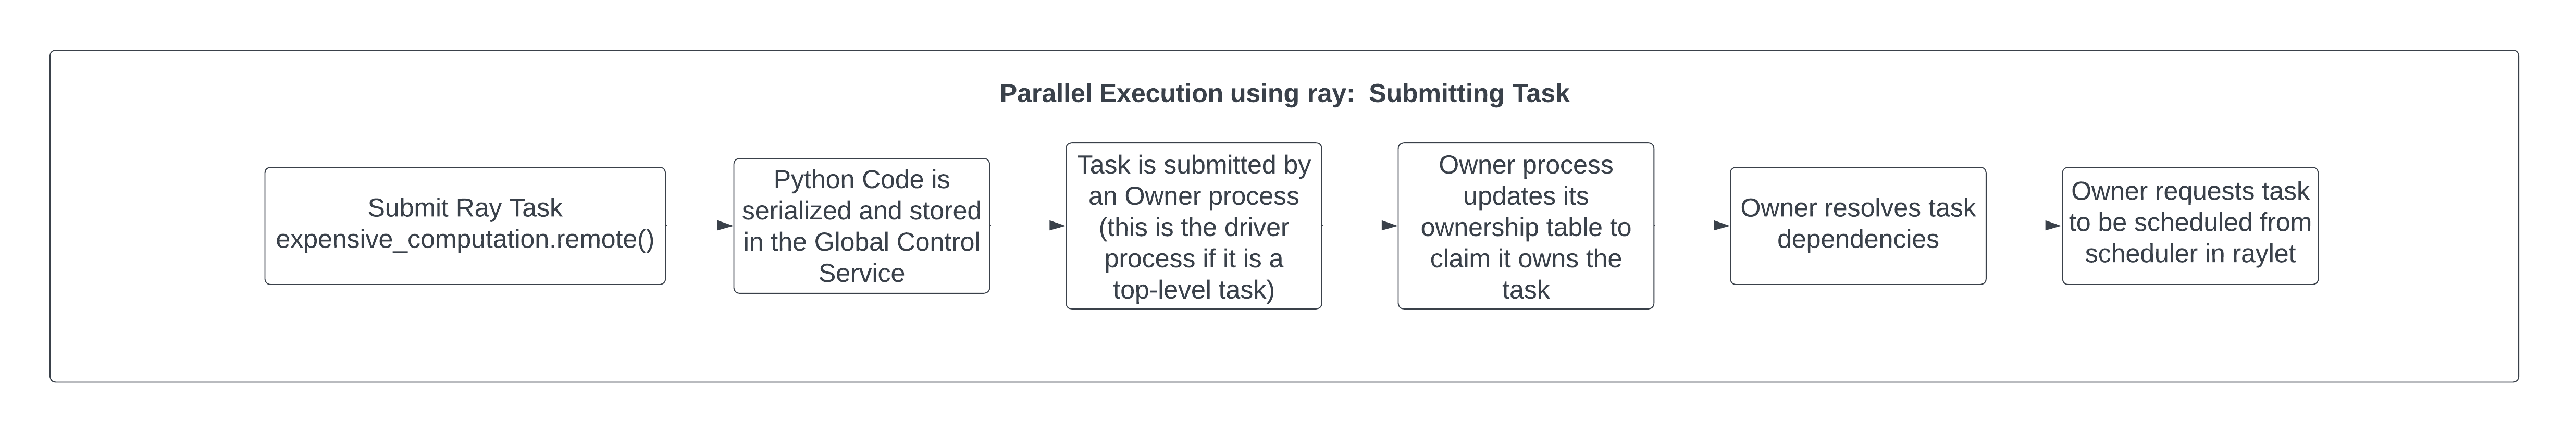 Parallel Execution using ray:  Submitting Task
Submit Ray Task
expensive_computation.remote()
Python Code is
serialized and stored
in the Global Control
Service
Task is submitted by
an Owner process
(this is the driver
process if it is a
top-level task)
Owner process
updates its
ownership table to
claim it owns the
task
Owner resolves task
dependencies
Owner requests task
to be scheduled from
scheduler in raylet